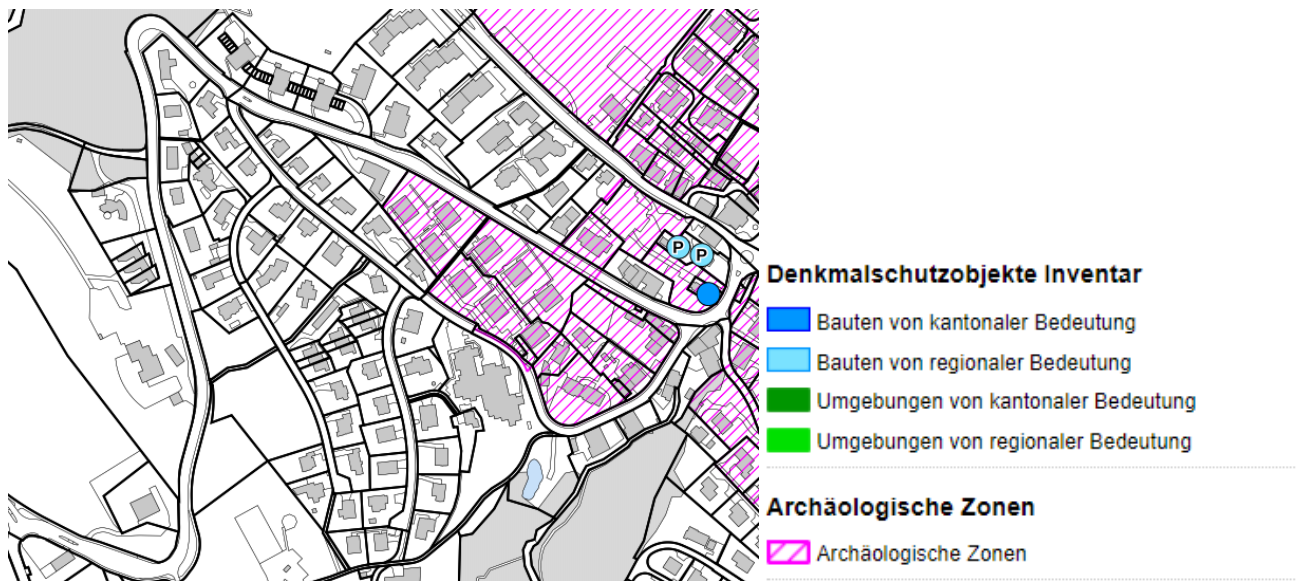 P P
Denkmalschutzobjekte Inventar
Bauten von kantonaler Bedeutung
Bauten von regionaler Bedeutung
Umgebungen von kantonaler Bedeutung
Umgebungen von regionaler Bedeutung
Archäologische Zonen
Archäologische Zonen